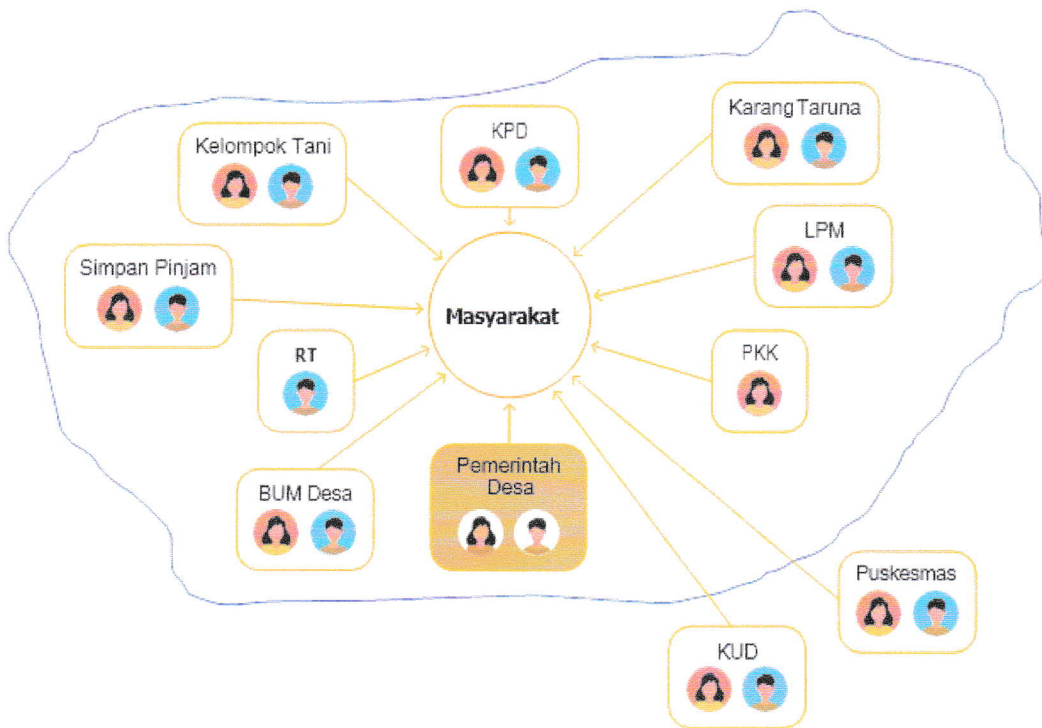 Karang Taruna
KPD
Kelompok Tani
LPM
Simpan Pinjam
Masyarakat
RT
PKK
Pemerintah
Desa
BUM Desa
Puskesmas
KUD